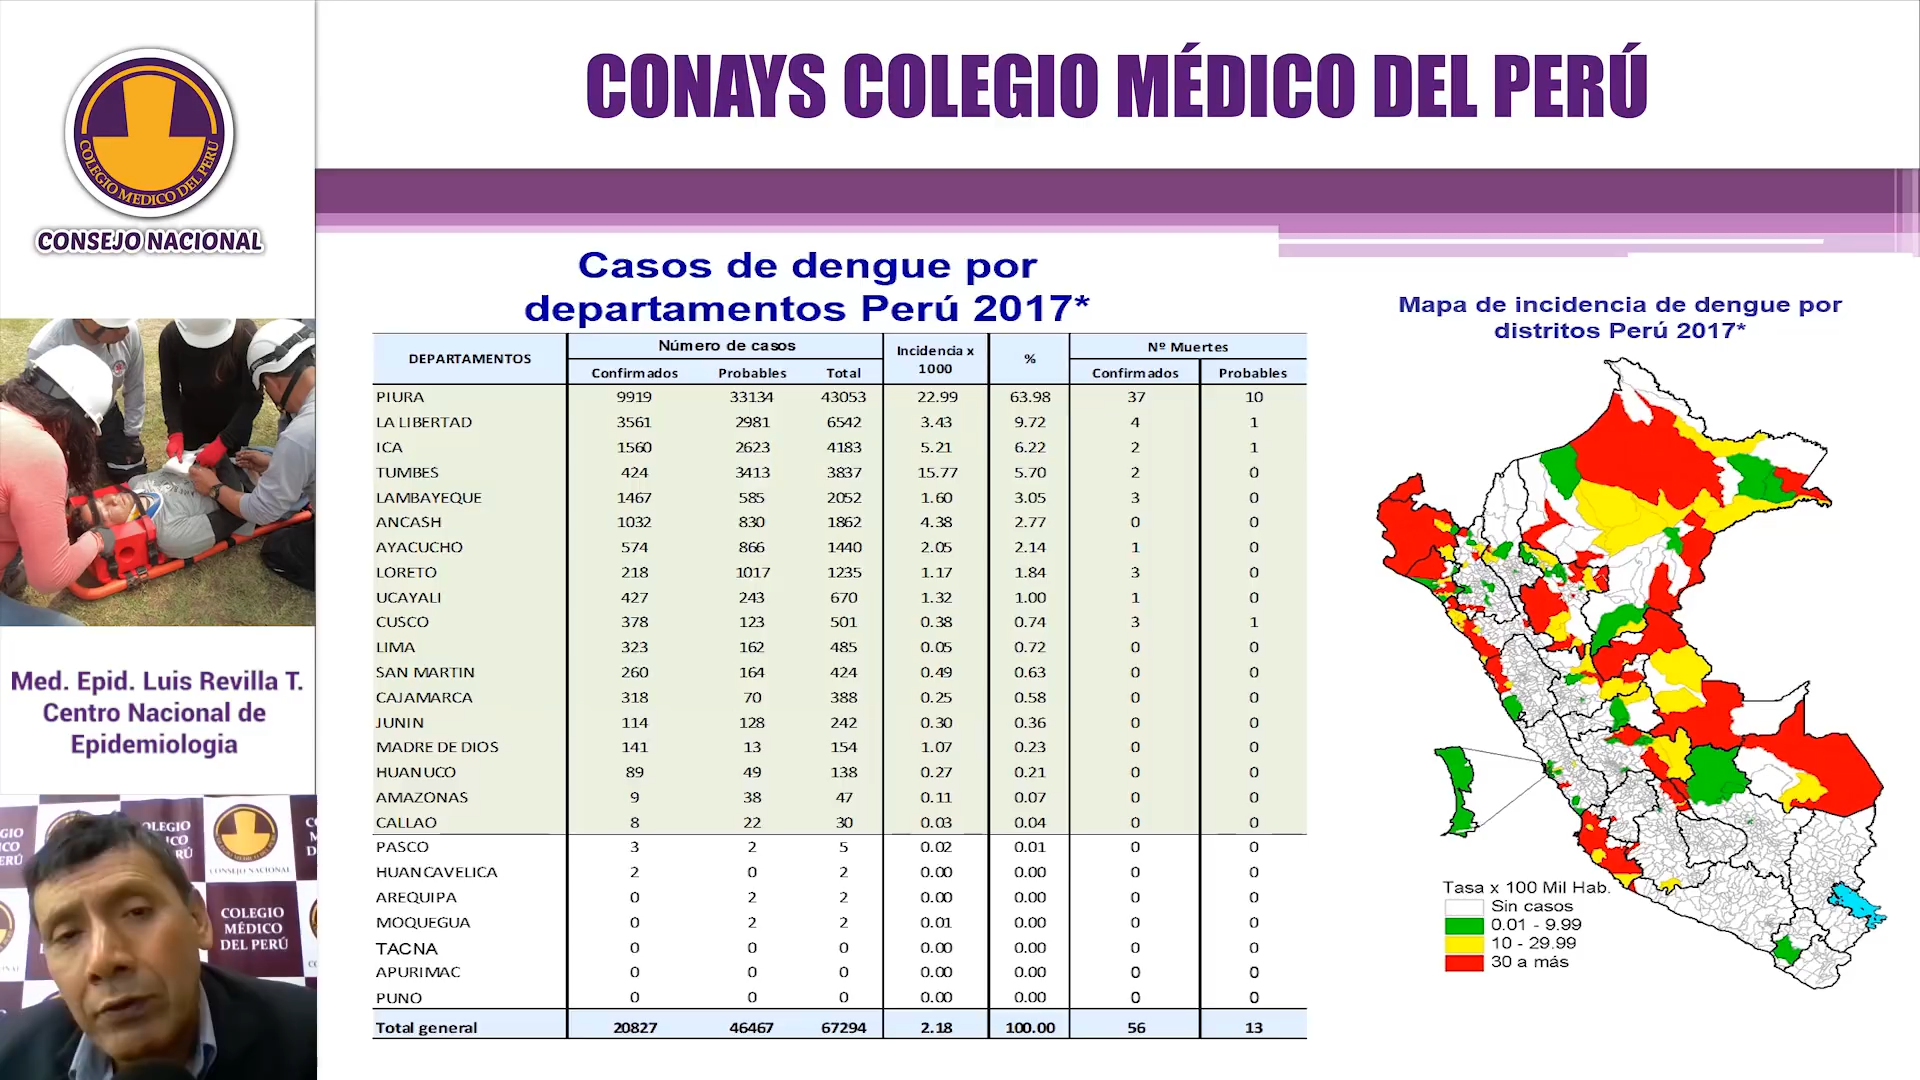 COLEGIO MEDICO DEL PERU
CONSEJO NACIONAL
CONAYS COLEGIO MÉDICO DEL PERÚ
Med. Epid. Luis Revilla T.
Centro Nacional de
Epidemiologia
COLEGIO
MÉDICO
DEL PERÚ
CONSEJO NACIONAL
Casos de dengue por
departamentos Perú 2017*
DEPARTAMENTOS Número de casos Incidencia x 1000 % Nº Muertes
Confirmados Probables Total Confirmados Probables
PIURA 9919 33134 43053 22.99 63.98 37 10
LA LIBERTAD 3561 2981 6542 3.43 9.72 4 1
ICA 1560 2623 4183 5.21 6.22 2 1
TUMBES 424 3413 3837 15.77 5.70 2 0
LAMBAYEQUE 1467 585 2052 1.60 3.05 3 0
ANCASH 1032 830 1862 4.38 2.77 0 0
AYACUCHO 574 866 1440 2.05 2.14 1 0
LORETO 218 1017 1235 1.17 1.84 3 0
UCAYALI 427 243 670 1.32 1.00 1 0
CUSCO 378 123 501 0.38 0.74 3 1
LIMA 323 162 485 0.05 0.72 0 0
SAN MARTIN 260 164 424 0.49 0.63 0 0
CAJAMARCA 318 70 388 0.25 0.58 0 0
JUNIN 114 128 242 0.30 0.36 0 0
MADRE DE DIOS 141 13 154 1.07 0.23 0 0
HUANUCO 89 49 138 0.27 0.21 0 0
AMAZONAS 9 38 47 0.11 0.07 0 0
CALLAO 8 22 30 0.03 0.04 0 0
PASCO 3 2 5 0.02 0.01 0 0
HUANCAVELICA 2 0 2 0.00 0.00 0 0
AREQUIPA 0 2 2 0.00 0.00 0 0
MOQUEGUA 0 2 2 0.01 0.00 0 0
TACNA 0 0 0 0.00 0.00 0 0
APURIMAC 0 0 0 0.00 0.00 0 0
PUNO 0 0 0 0.00 0.00 0 0
Total general 20827 46467 67294 2.18 100.00 56 13
Mapa de incidencia de dengue por
distritos Perú 2017*
Tasa x 100 Mil Hab.
Sin casos
0.01 - 9.99
10 - 29.99
30 a más